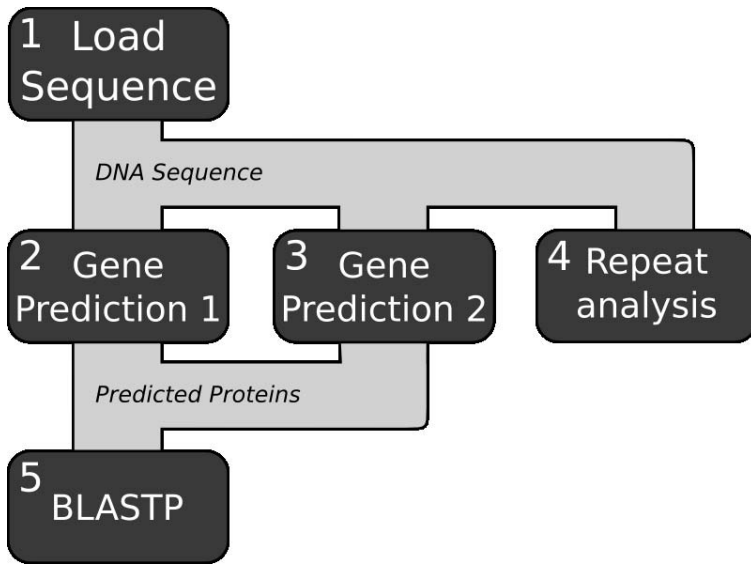 1 Load
Sequence
DNA Sequence
2 Gene
Prediction 1
3 Gene
Prediction 2
4 Repeat
analysis
Predicted Proteins
5
BLASTP